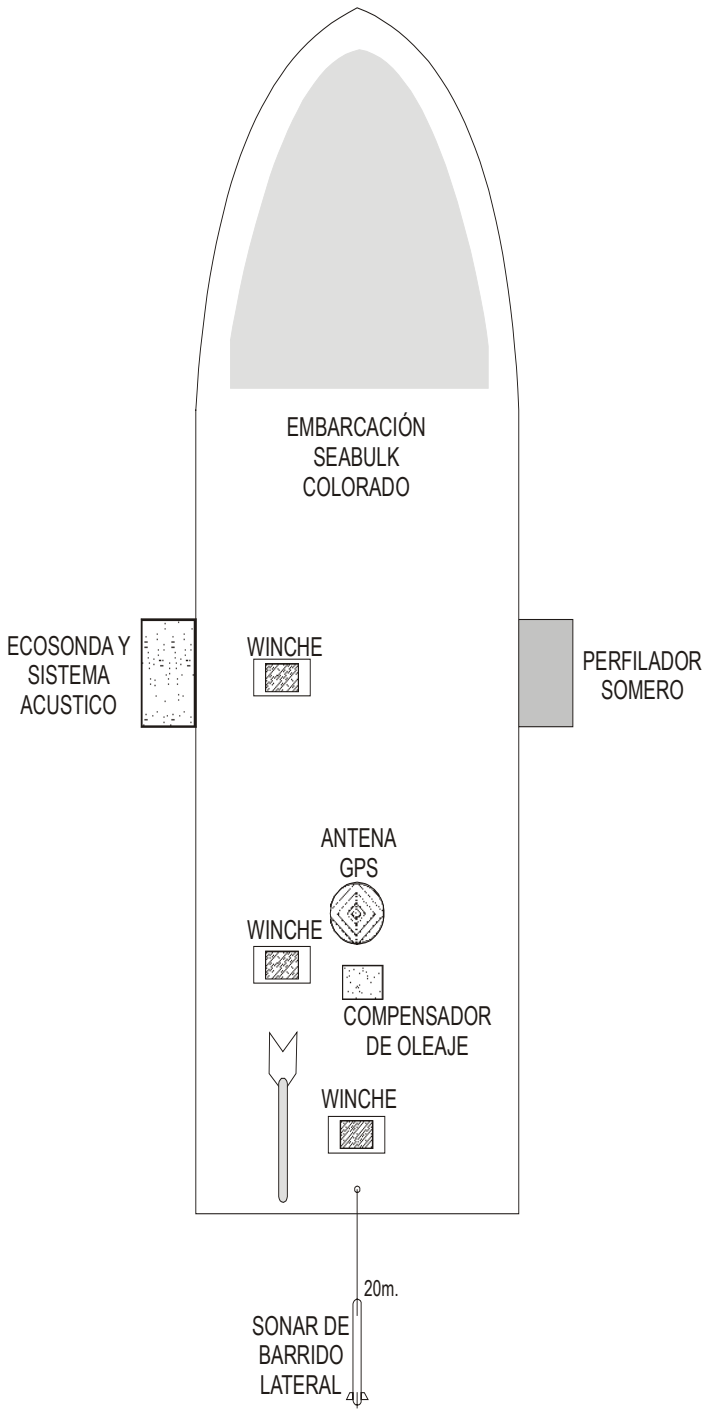 EMBARCACIÓN
SEABULK
COLORADO
ECOSONDA Y
SISTEMA
ACUSTICO
WINCHE
PERFILADOR
SOMERO
ANTENA
GPS
WINCHE
COMPENSADOR
DE OLEAJE
WINCHE
20m.
SONAR DE
BARRIDO
LATERAL